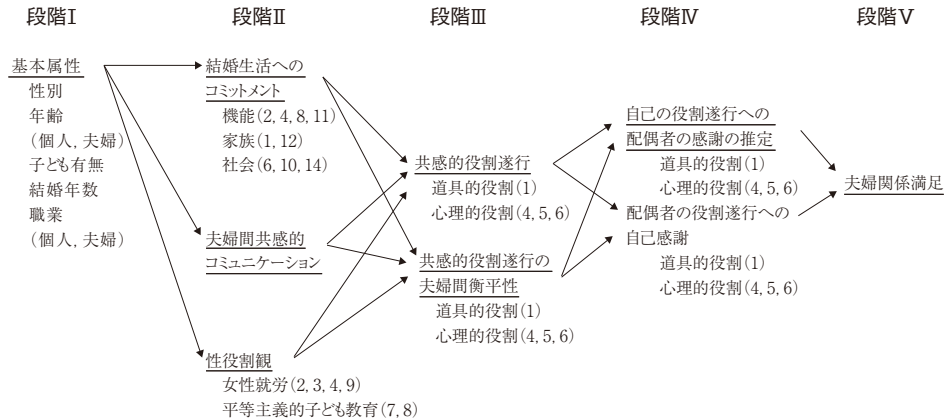 段階Ⅰ
段階Ⅱ
段階Ⅲ
段階Ⅳ
段階Ⅴ
基本属性
性別
年齢
(個人, 夫婦)
子ども有無
結婚年数
職業
(個人, 夫婦)
結婚生活への
コミットメント
機能(2, 4, 8, 11)
家族(1, 12)
社会(6, 10, 14)
夫婦間共感的
コミュニケーション
性役割観
女性就労(2, 3, 4, 9)
平等主義的子ども教育(7, 8)
共感的役割遂行
道具的役割(1)
心理的役割(4, 5, 6)
共感的役割遂行の
夫婦間衡平性
道具的役割(1)
心理的役割(4, 5, 6)
自己の役割遂行への
配偶者の感謝の推定
道具的役割(1)
心理的役割(4, 5, 6)
配偶者の役割遂行への
自己感謝
道具的役割(1)
心理的役割(4, 5, 6)
夫婦関係満足